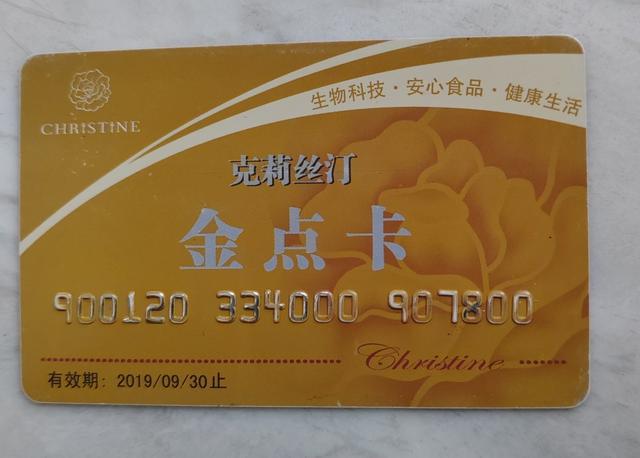 CHRISTINE
生物科技·安心食品·健康生活
克莉丝汀
金点卡
900120 334000 907800
Christine
有效期: 2019/09/30止